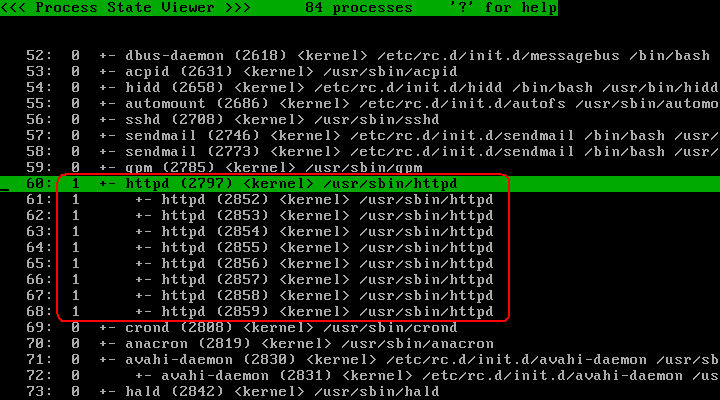 <<< Process State Viewer >>>      84 processes    '?' for help
52:  0  +- dbus-daemon (2618) <kernel> /etc/rc.d/init.d/messagebus /bin/bash
53:  0  +- acpid (2631) <kernel> /usr/sbin/acpid
54:  0  +- hidd (2658) <kernel> /etc/rc.d/init.d/hidd /bin/bash /usr/bin/hidd
55:  0  +- automount (2686) <kernel> /etc/rc.d/init.d/autofs /usr/sbin/automo
56:  0  +- sshd (2708) <kernel> /usr/sbin/sshd
57:  0  +- sendmail (2746) <kernel> /etc/rc.d/init.d/sendmail /bin/bash /usr/
58:  0  +- sendmail (2773) <kernel> /etc/rc.d/init.d/sendmail /bin/bash /usr/
59:  0  +- gpm (2785) <kernel> /usr/sbin/gpm
_ 60:  1  +- httpd (2797) <kernel> /usr/sbin/httpd
61:  1      +- httpd (2852) <kernel> /usr/sbin/httpd
62:  1      +- httpd (2853) <kernel> /usr/sbin/httpd
63:  1      +- httpd (2854) <kernel> /usr/sbin/httpd
64:  1      +- httpd (2855) <kernel> /usr/sbin/httpd
65:  1      +- httpd (2856) <kernel> /usr/sbin/httpd
66:  1      +- httpd (2857) <kernel> /usr/sbin/httpd
67:  1      +- httpd (2858) <kernel> /usr/sbin/httpd
68:  1      +- httpd (2859) <kernel> /usr/sbin/httpd
69:  0  +- crond (2808) <kernel> /usr/sbin/crond
70:  0  +- anacron (2819) <kernel> /usr/sbin/anacron
71:  0  +- avahi-daemon (2830) <kernel> /etc/rc.d/init.d/avahi-daemon /usr/sb
72:  0      +- avahi-daemon (2831) <kernel> /etc/rc.d/init.d/avahi-daemon /us
73:  0  +- hald (2842) <kernel> /usr/sbin/hald